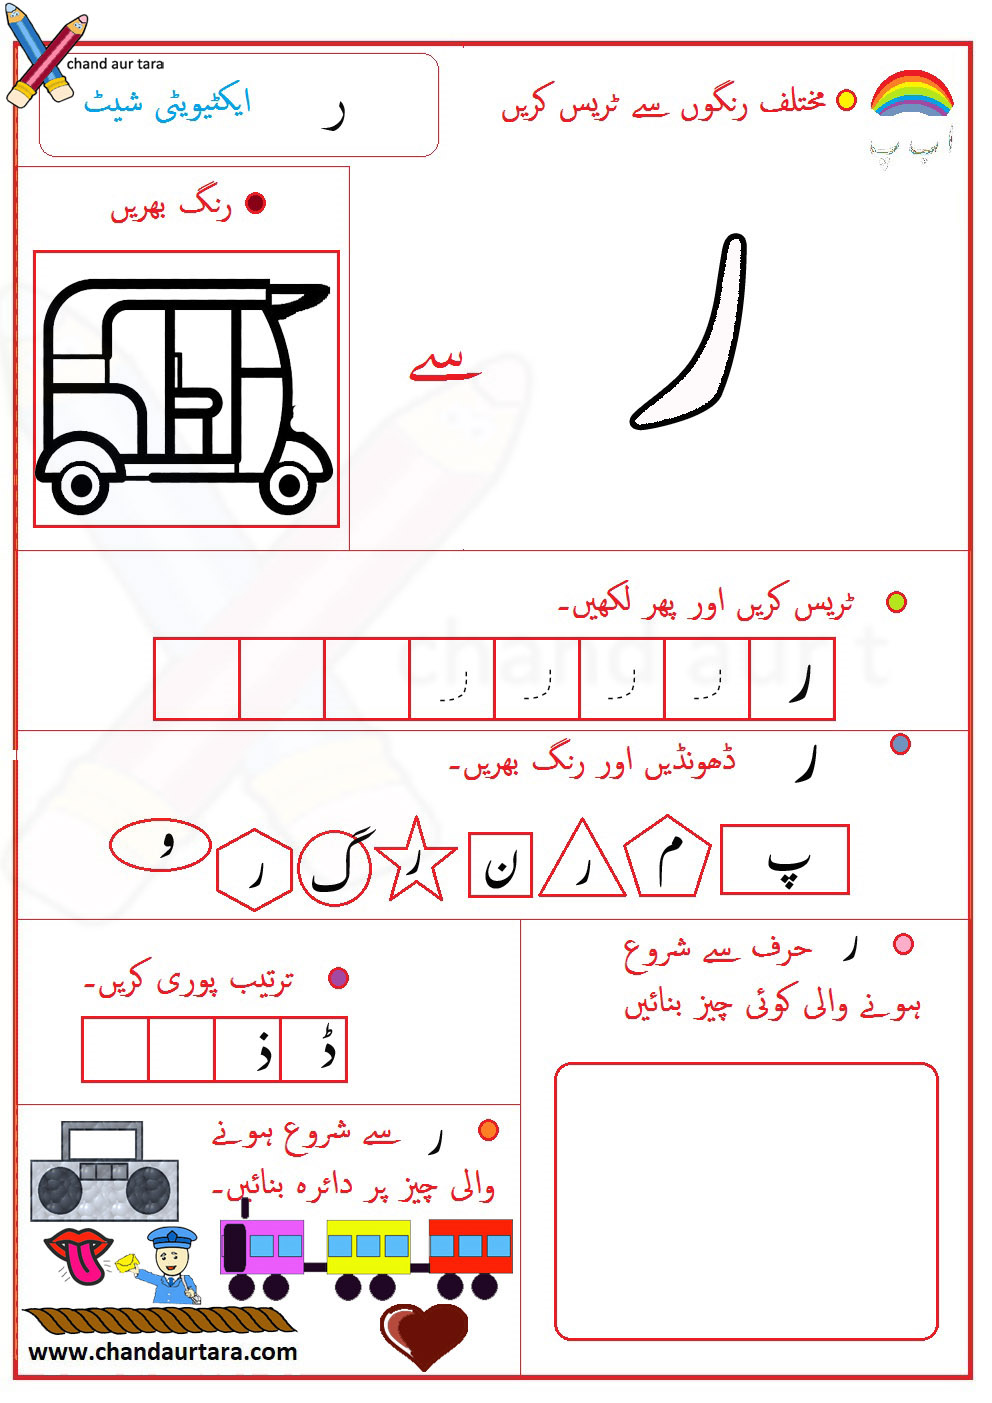 chand aur tara
ایکٹیویٹی شیٹ
ر
مختلف رنگوں سے ٹریس کریں
ا پ پ
رنگ بھریں
ر
سے
ٹریس کریں اور پھر لکھیں۔
ر ر ر ر ر
ر ڈھونڈیں اور رنگ بھریں۔
پ م ر ن ر گ ر و
ر حرف سے شروع
ہونے والی کوئی چیز بنائیں
ترتیب پوری کریں۔
ڈ ذ
ر سے شروع ہونے
والی چیز پر دائرہ بنائیں۔
www.chandaurtara.com
chand aur t